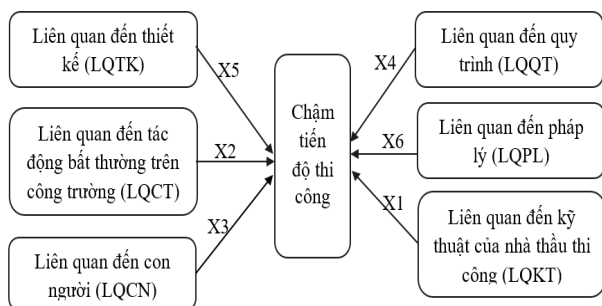 Liên quan đến thiết
kế (LQTK)
X5
Liên quan đến tác
động bất thường trên
công trường (LQCT)
X2
Liên quan đến con
người (LQCN)
X3
Chậm
tiến
độ thi
công
X4
Liên quan đến quy
trình (LQQT)
X6
Liên quan đến pháp
lý (LQPL)
X1
Liên quan đến kỹ
thuật của nhà thầu thi
công (LQKT)